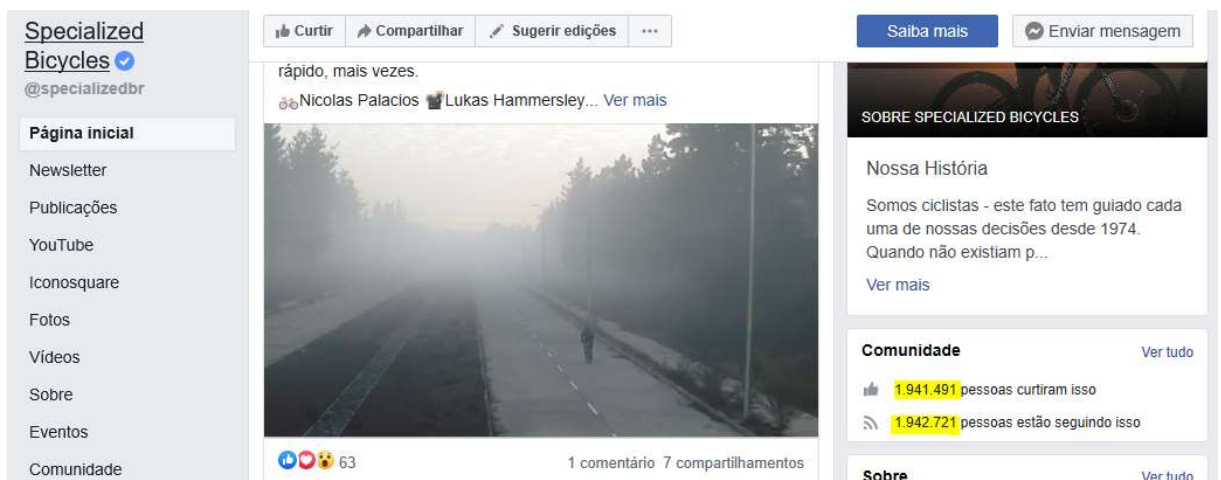 Specialized
Bicycles
@specializedbr
Página inicial
Newsletter
Publicações
YouTube
Iconosquare
Fotos
Vídeos
Sobre
Eventos
Comunidade
Curtir Compartilhar Sugerir edições ...
rápido, mais vezes.
Nicolas Palacios Lukas Hammersley... Ver mais
63 1 comentário 7 compartilhamentos
Saiba mais Enviar mensagem
SOBRE SPECIALIZED BICYCLES
Nossa História
Somos ciclistas - este fato tem guiado cada
uma de nossas decisões desde 1974.
Quando não existiam p...
Ver mais
Comunidade Ver tudo
1.941.491 pessoas curtiram isso
1.942.721 pessoas estão seguindo isso
Sobre Ver tudo